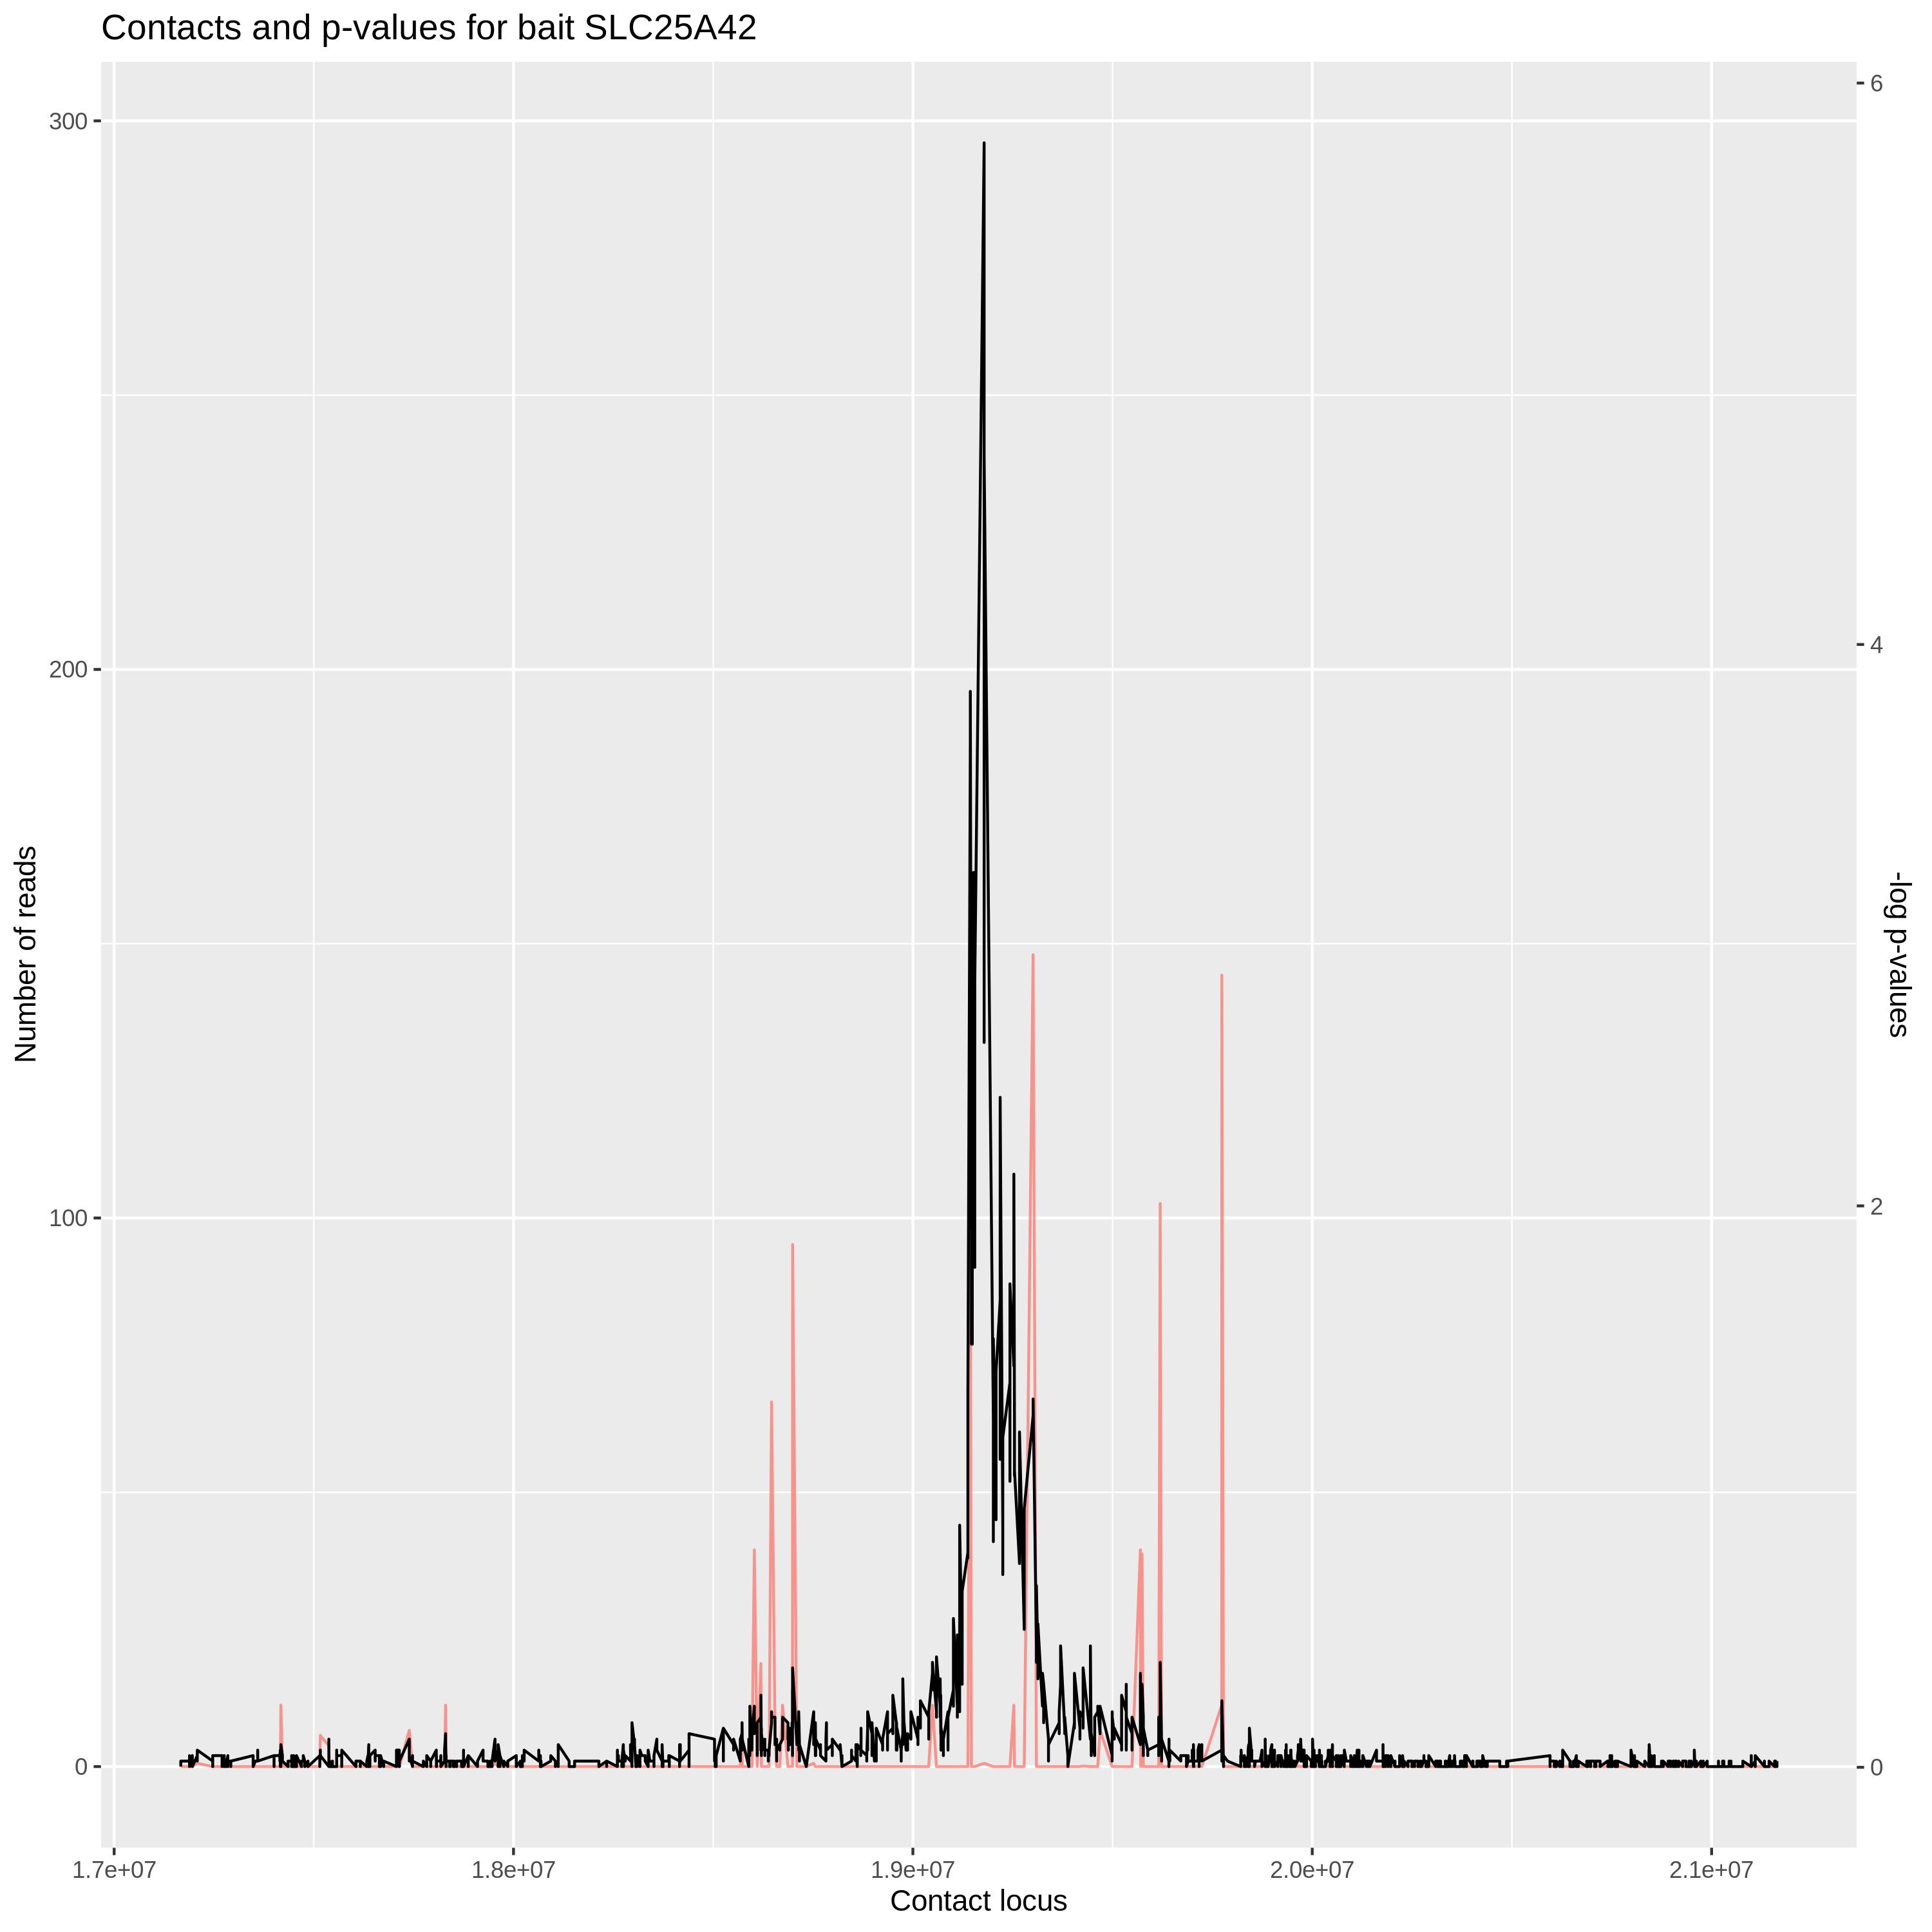 Contacts and p-values for bait SLC25A42
300
200
100
0
Number of reads
6
4
2
0
-log p-values
1.7e+07 1.8e+07 1.9e+07 2.0e+07 2.1e+07
Contact locus